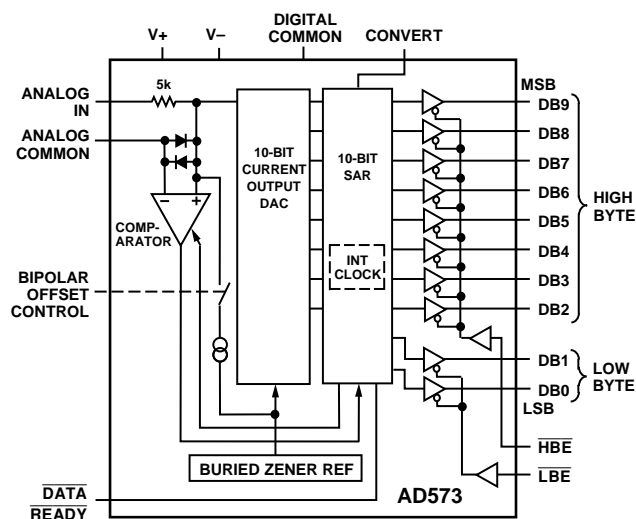 DIGITAL
COMMON
V+
V–
CONVERT
5k
ANALOG
IN
ANALOG
COMMON
10-BIT
CURRENT
OUTPUT
DAC
10-BIT
SAR
INT
CLOCK
–
+
COMP-
ARATOR
BIPOLAR
OFFSET
CONTROL
MSB
DB9
DB8
DB7
DB6
DB5
DB4
DB3
DB2
HIGH
BYTE
DB1
DB0
LSB
LOW
BYTE
HBE
LBE
BURIED ZENER REF
DATA
READY
AD573